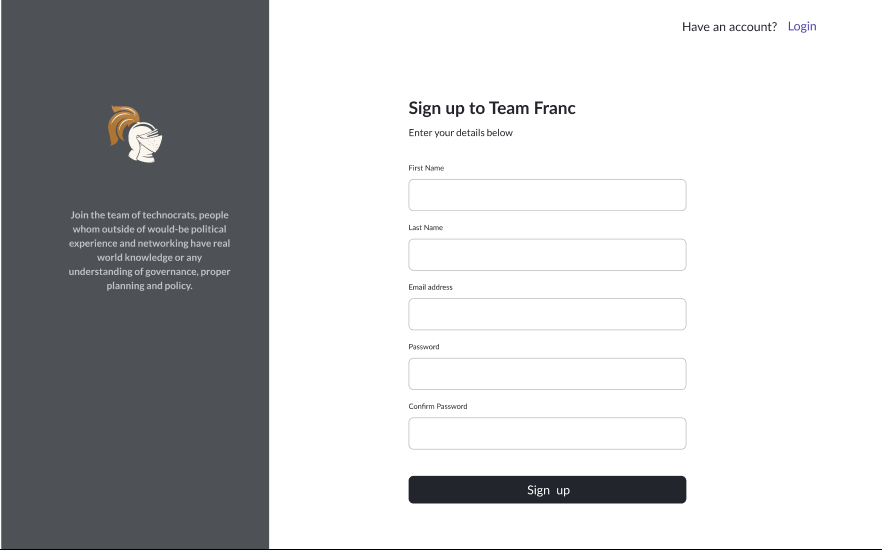 Have an account? Login
Join the team of technocrats, people
whom outside of would-be political
experience and networking have real
world knowledge or any
understanding of governance, proper
planning and policy.
Sign up to Team Franc
Enter your details below
First Name
Last Name
Email address
Password
Confirm Password
Sign up